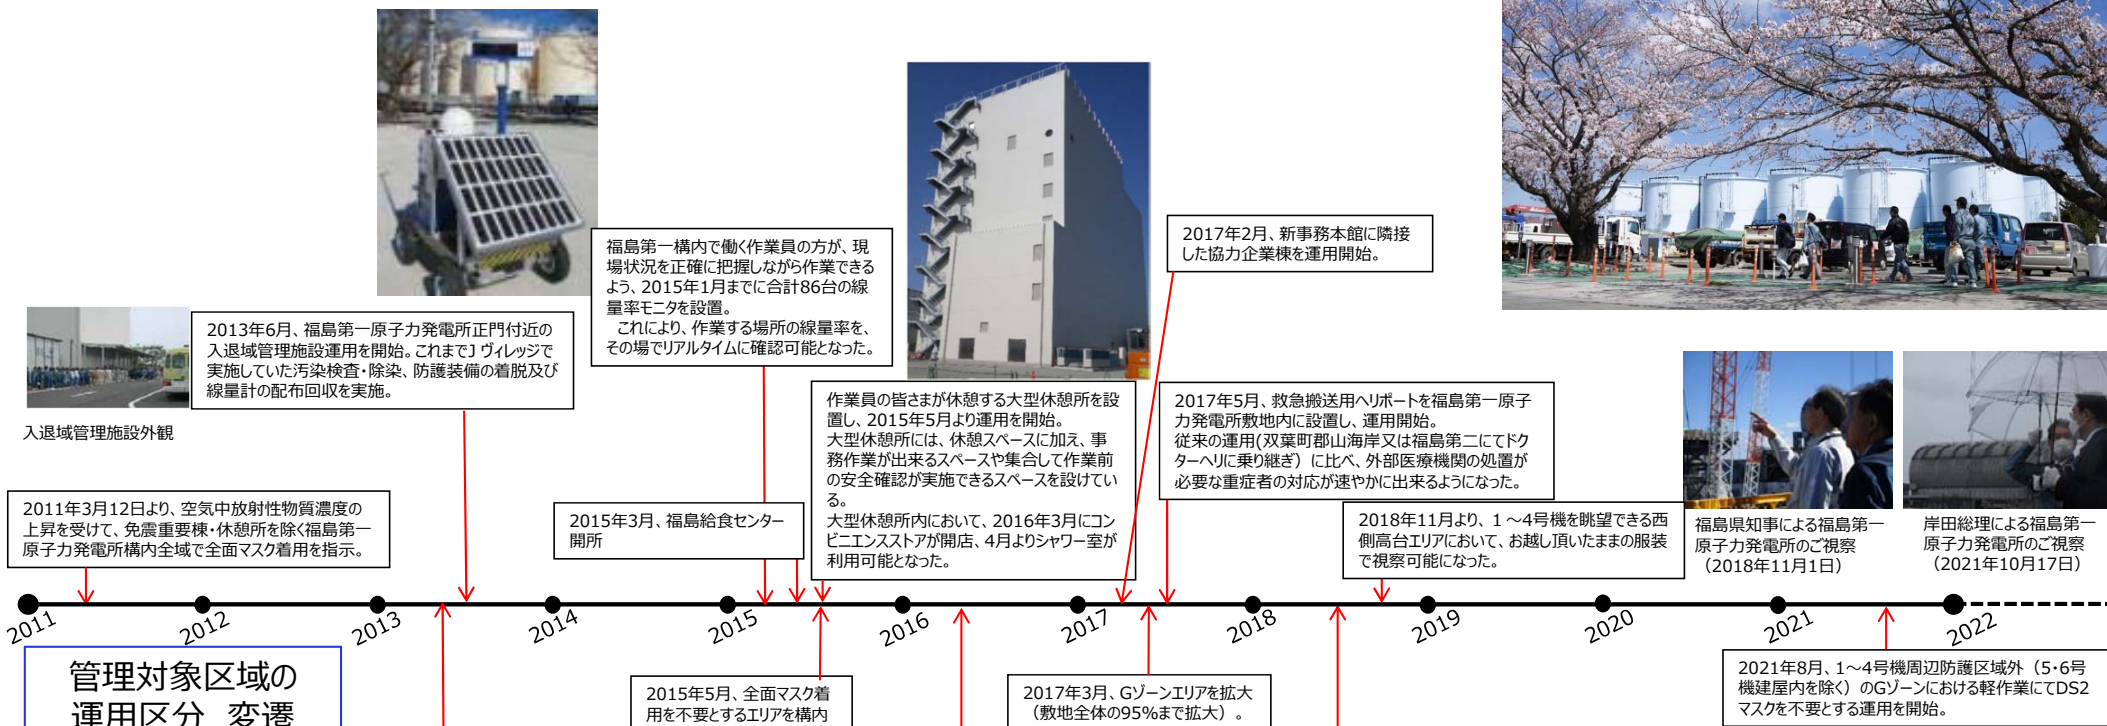 福島第一構内で働く作業員の方が、現
場状況を正確に把握しながら作業できる
よう、2015年1月までに合計86台の線
量率モニタを設置。
これにより、作業する場所の線量率を、
その場でリアルタイムに確認可能となった。
2017年2月、新事務本館に隣接
した協力企業棟を運用開始。
2013年6月、福島第一原子力発電所正門付近の
入退域管理施設運用を開始。これまでJヴィレッジで
実施していた汚染検査・除染、防護装備の着脱及び
線量計の配布回収を実施。
入退域管理施設外観
作業員の皆さまが休憩する大型休憩所を設
置し、2015年5月より運用を開始。
大型休憩所には、休憩スペースに加え、事
務作業が出来るスペースや集合して作業前
の安全確認が実施できるスペースを設けてい
る。
大型休憩所内において、2016年3月にコン
ビニエンスストアが開店、4月よりシャワー室が
利用可能となった。
2017年5月、救急搬送用ヘリポートを福島第一原子
力発電所敷地内に設置し、運用開始。
従来の運用(双葉町郡山海岸又は福島第二にてドク
ターヘリに乗り継ぎ）に比べ、外部医療機関の処置が
必要な重症者の対応が速やかに出来るようになった。
2011年3月12日より、空気中放射性物質濃度の
上昇を受けて、免震重要棟・休憩所を除く福島第一
原子力発電所構内全域で全面マスク着用を指示。
2015年3月、福島給食センター
開所
2018年11月より、１～4号機を眺望できる西
側高台エリアにおいて、お越し頂いたままの服装
で視察可能になった。
福島県知事による福島第一
原子力発電所のご視察
（2018年11月1日）
岸田総理による福島第一
原子力発電所のご視察
（2021年10月17日）
2011
2012
2013
2014
2015
2016
2017
2018
2019
2020
2021
2022
管理対象区域の
運用区分 変遷
2015年5月、全面マスク着
用を不要とするエリアを構内
2017年3月、Gゾーンエリアを拡大
（敷地全体の95%まで拡大）。
2021年8月、1～4号機周辺防護区域外（5・6号
機建屋内を除く）のGゾーンにおける軽作業にてDS2
マスクを不要とする運用を開始。